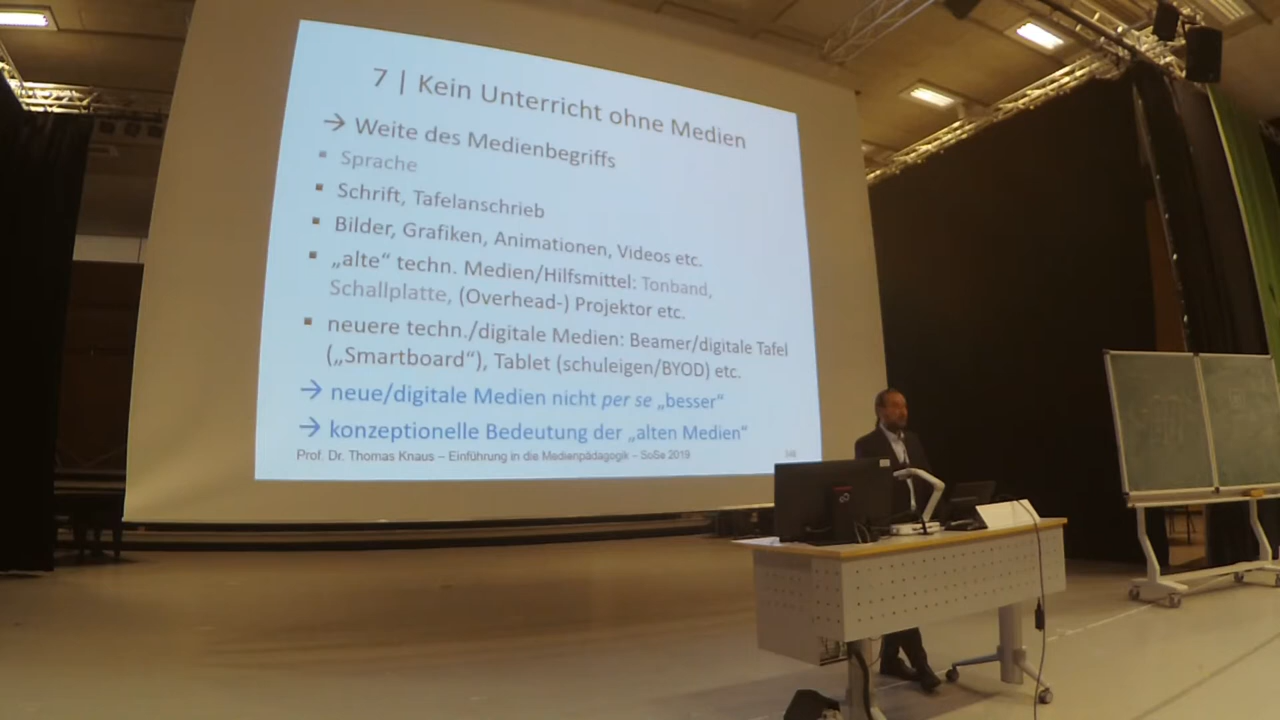 7 | Kein Unterricht ohne Medien
→ Weite des Medienbegriffs
▪ Sprache
▪ Schrift, Tafelanschrieb
▪ Bilder, Grafiken, Animationen, Videos etc.
▪ „alte“ techn. Medien/Hilfsmittel: Tonband,
Schallplatte, (Overhead-) Projektor etc.
▪ neuere techn./digitale Medien: Beamer/digitale Tafel
(„Smartboard“), Tablet (schuleigen/BYOD) etc.
→ neue/digitale Medien nicht per se „besser“
→ konzeptionelle Bedeutung der „alten Medien“
Prof. Dr. Thomas Knaus – Einführung in die Medienpädagogik – SoSe 2019